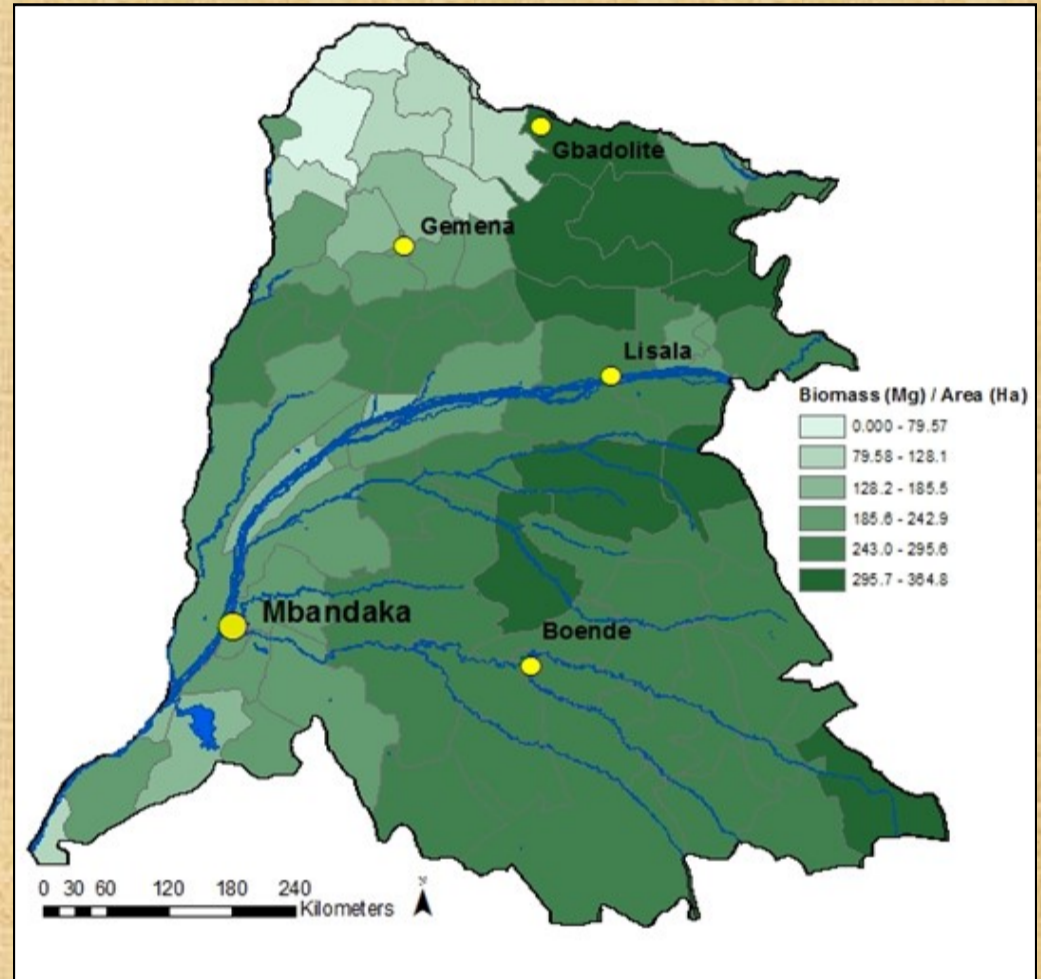 Gbadolite
Gemena
Lisala
Biomass (Mg) / Area (Ha)
0.000 - 79.57
79.58 - 128.1
128.2 - 185.5
185.6 - 242.9
243.0 - 295.6
295.7 - 364.8
Mbandaka
Boende
0 30 60 120 180 240
Kilometers
N